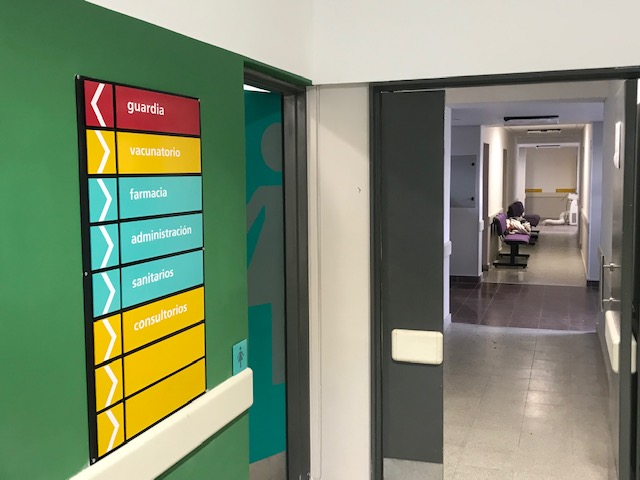 guardia
vacunatorio
farmacia
administración
sanitarios
consultorios